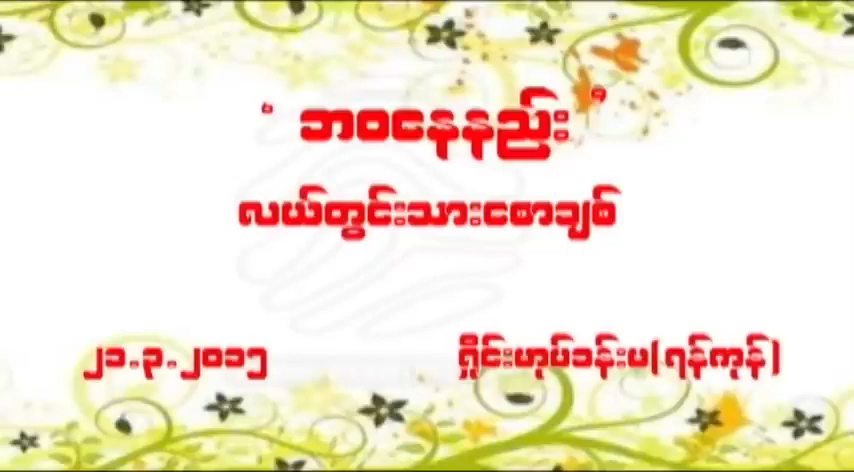 ‘ ဘဝနေနည်း ’
လယ်တွင်းသားစောချစ်
၂၁.၃.၂၀၁၅ ရှိုင်းဟုပ်ခန်းမ(ရန်ကုန်)